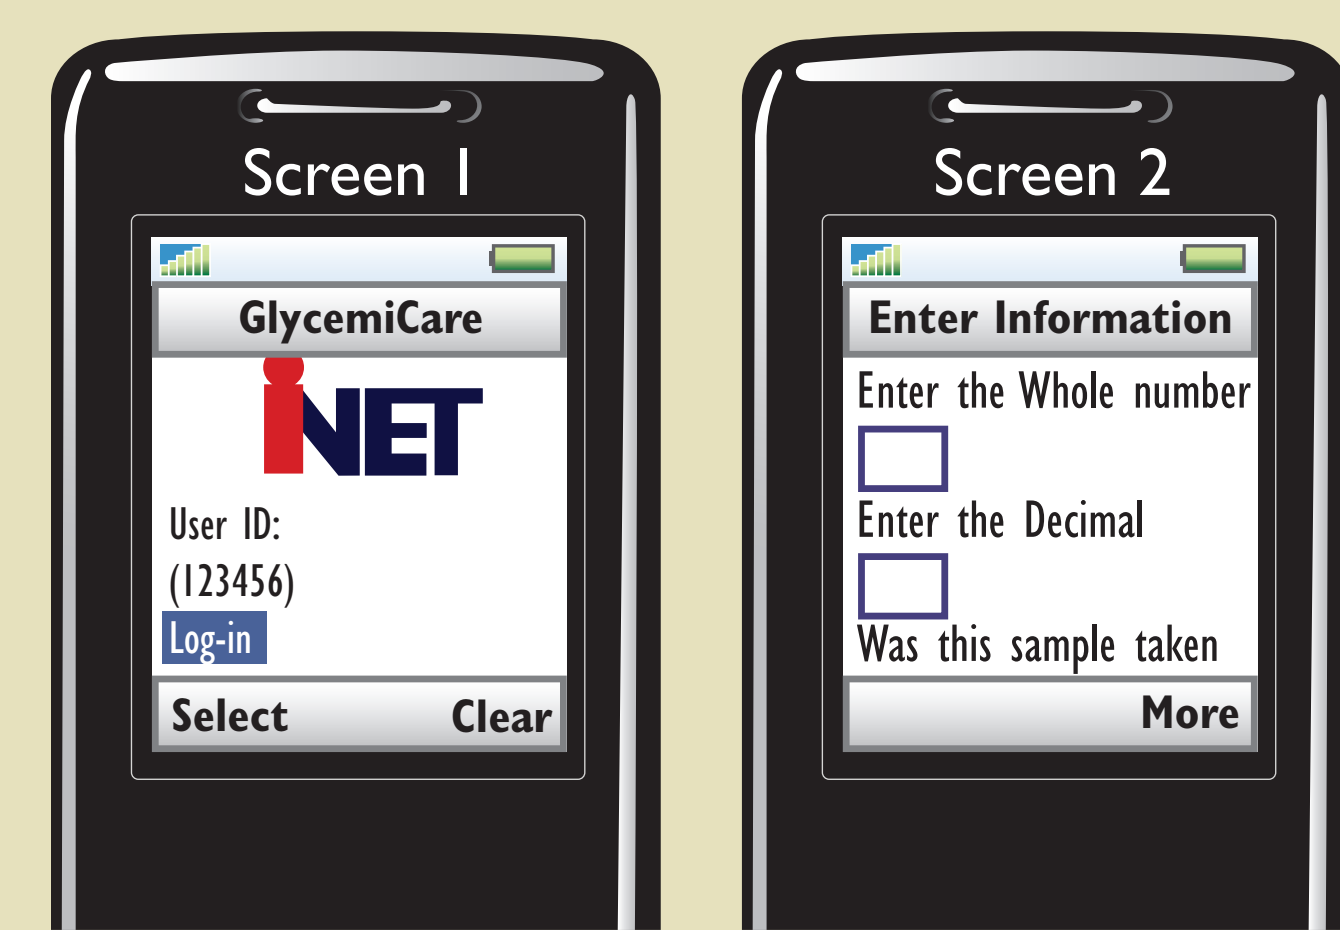 Screen 1
GlycemiCare
iNET
User ID:
(123456)
Log-in
Select Clear
Screen 2
Enter Information
Enter the Whole number
Enter the Decimal
Was this sample taken
More